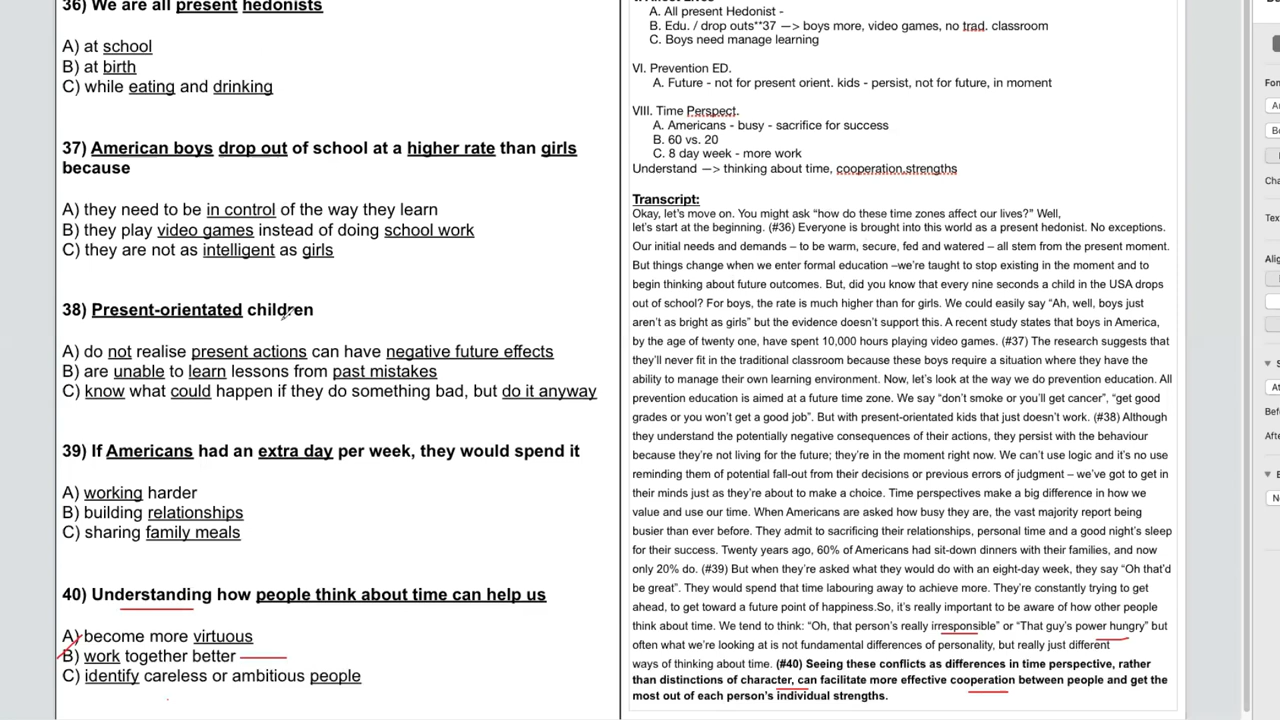 36) We are all present hedonists
A) at school
B) at birth
C) while eating and drinking
37) American boys drop out of school at a higher rate than girls
because
A) they need to be in control of the way they learn
B) they play video games instead of doing school work
C) they are not as intelligent as girls
38) Present-orientated children
A) do not realise present actions can have negative future effects
B) are unable to learn lessons from past mistakes
C) know what could happen if they do something bad, but do it anyway
39) If Americans had an extra day per week, they would spend it
A) working harder
B) building relationships
C) sharing family meals
40) Understanding how people think about time can help us
A) become more virtuous
B) work together better
C) identify careless or ambitious people
A. All present Hedonist -
B. Edu. / drop outs**37 —> boys more, video games, no trad. classroom
C. Boys need manage learning
VI. Prevention ED.
A. Future - not for present orient. kids - persist, not for future, in moment
VIII. Time Perspect.
A. Americans - busy - sacrifice for success
B. 60 vs. 20
C. 8 day week - more work
Understand —> thinking about time, cooperation,strengths
Transcript:
Okay, let's move on. You might ask “how do these time zones affect our lives?” Well,
let's start at the beginning. (#36) Everyone is brought into this world as a present hedonist. No exceptions.
Our initial needs and demands – to be warm, secure, fed and watered – all stem from the present moment.
But things change when we enter formal education –we're taught to stop existing in the moment and to
begin thinking about future outcomes. But, did you know that every nine seconds a child in the USA drops
out of school? For boys, the rate is much higher than for girls. We could easily say “Ah, well, boys just
aren't as bright as girls” but the evidence doesn't support this. A recent study states that boys in America,
by the age of twenty one, have spent 10,000 hours playing video games. (#37) The research suggests that
they'll never fit in the traditional classroom because these boys require a situation where they have the
ability to manage their own learning environment. Now, let's look at the way we do prevention education. All
prevention education is aimed at a future time zone. We say “don't smoke or you'll get cancer”, “get good
grades or you won't get a good job”. But with present-orientated kids that just doesn't work. (#38) Although
they understand the potentially negative consequences of their actions, they persist with the behaviour
because they're not living for the future; they're in the moment right now. We can't use logic and it's no use
reminding them of potential fall-out from their decisions or previous errors of judgment – we've got to get in
their minds just as they're about to make a choice. Time perspectives make a big difference in how we
value and use our time. When Americans are asked how busy they are, the vast majority report being
busier than ever before. They admit to sacrificing their relationships, personal time and a good night's sleep
for their success. Twenty years ago, 60% of Americans had sit-down dinners with their families, and now
only 20% do. (#39) But when they're asked what they would do with an eight-day week, they say “Oh that'd
be great”. They would spend that time labouring away to achieve more. They're constantly trying to get
ahead, to get toward a future point of happiness.So, it's really important to be aware of how other people
think about time. We tend to think: “Oh, that person's really irresponsible” or “That guy's power hungry” but
often what we're looking at is not fundamental differences of personality, but really just different
ways of thinking about time. (#40) Seeing these conflicts as differences in time perspective, rather
than distinctions of character, can facilitate more effective cooperation between people and get the
most out of each person's individual strengths.